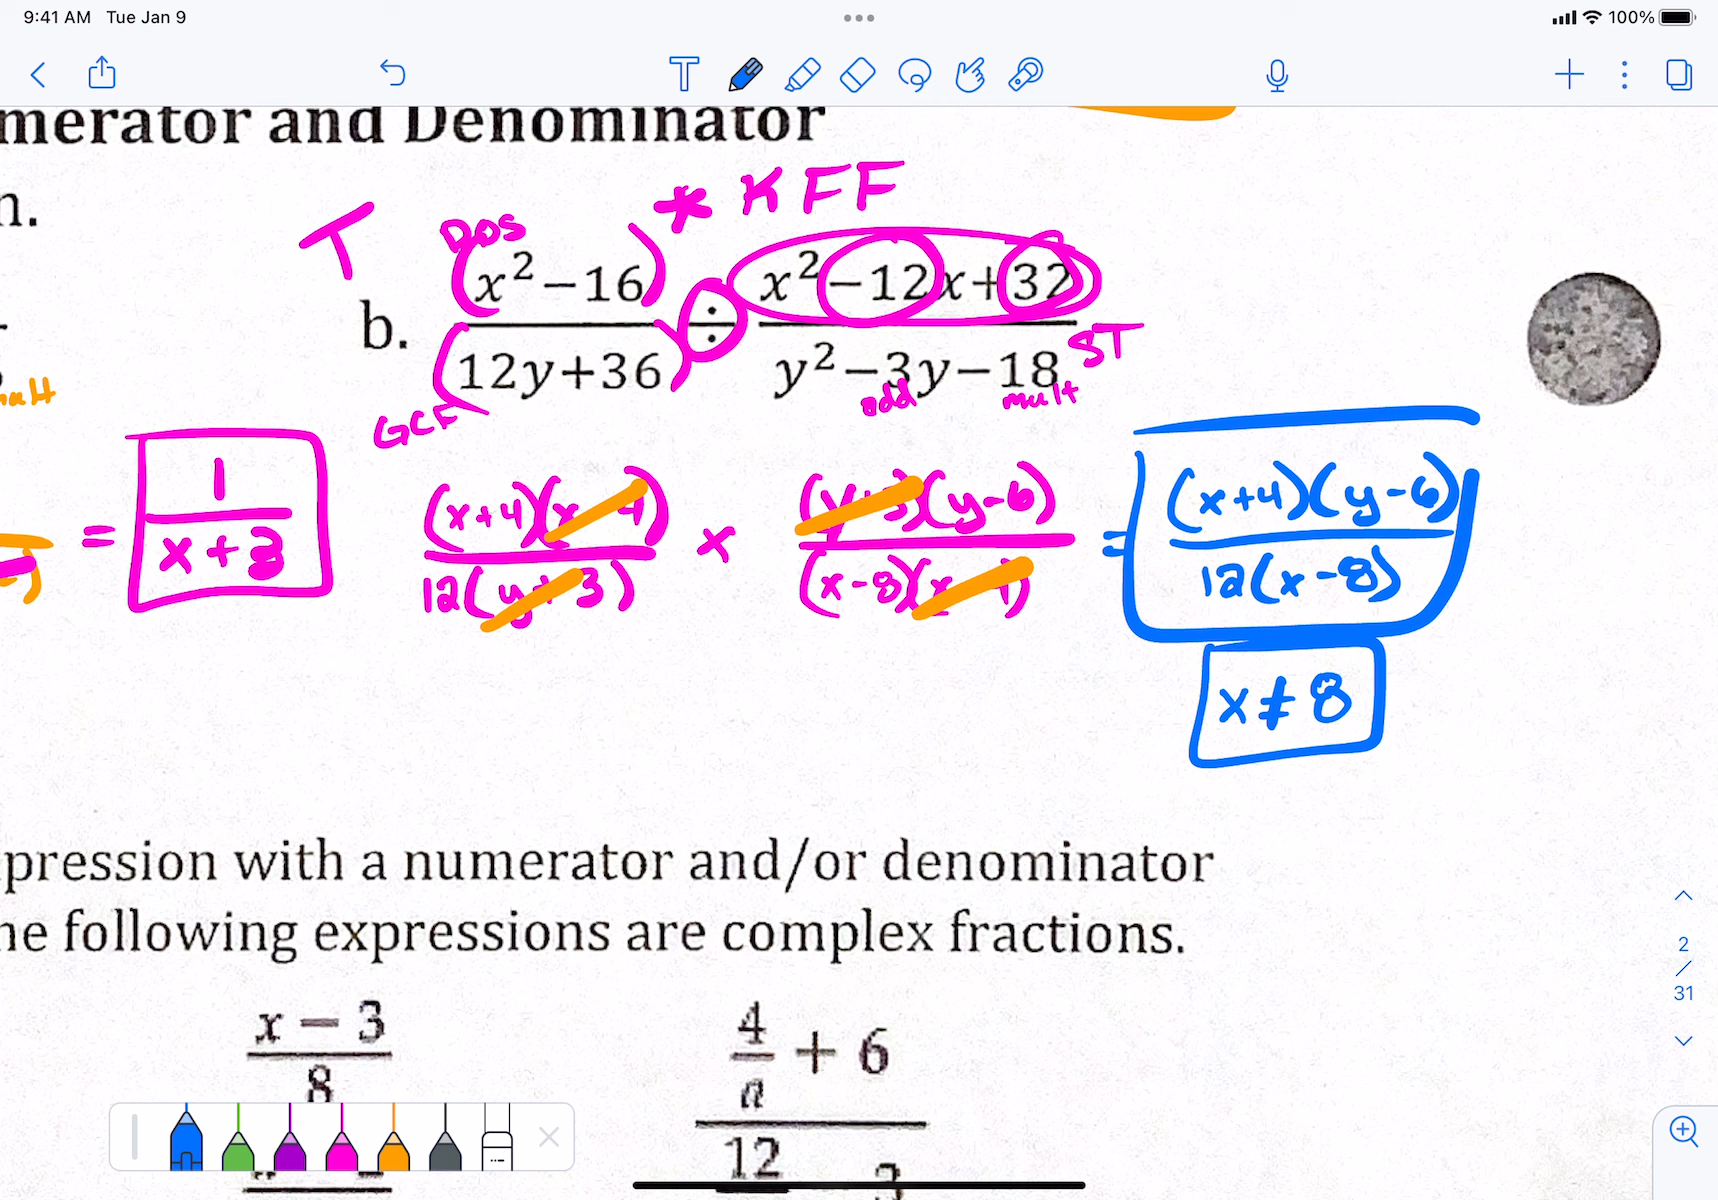 9:41 AM Tue Jan 9
100%
merator and Denominator
n.
T DOS * KFF
b. x² − 16 ÷ x² − 12x + 32
12y + 36 y² − 3y − 18 ST
GCF add mult
= 1 / x + 3
(x+4)(x-4) / 12(y+3) × (y+3)(y-6) / (x-8)(x-4) = (x+4)(y-6) / 12(x-8)
x ≠ 8
pression with a numerator and/or denominator
he following expressions are complex fractions.
x − 3
8
4
a + 6
12
3
2
/
31